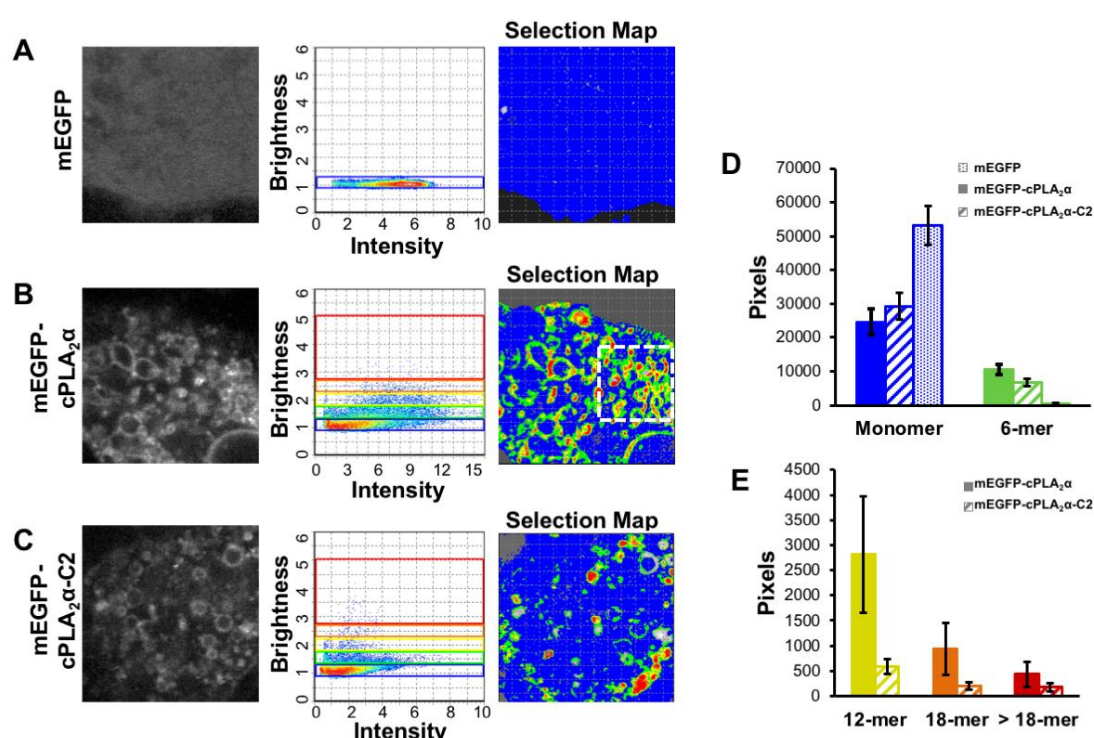 A
mEGFP
Brightness
6
5
4
3
2
1
0
0 2 4 6 8 10
Intensity
Selection Map
B
mEGFP-
cPLA₂α
Brightness
6
5
4
3
2
1
0
0 3 6 9 12 15
Intensity
Selection Map
C
mEGFP-
cPLA₂α-C2
Brightness
6
5
4
3
2
1
0
0 2 4 6 8 10
Intensity
Selection Map
D
Pixels
70000
60000
50000
40000
30000
20000
10000
0
mEGFP
mEGFP-cPLA₂α
mEGFP-cPLA₂α-C2
Monomer 6-mer
E
Pixels
4500
4000
3500
3000
2500
2000
1500
1000
500
0
mEGFP-cPLA₂α
mEGFP-cPLA₂α-C2
12-mer 18-mer > 18-mer